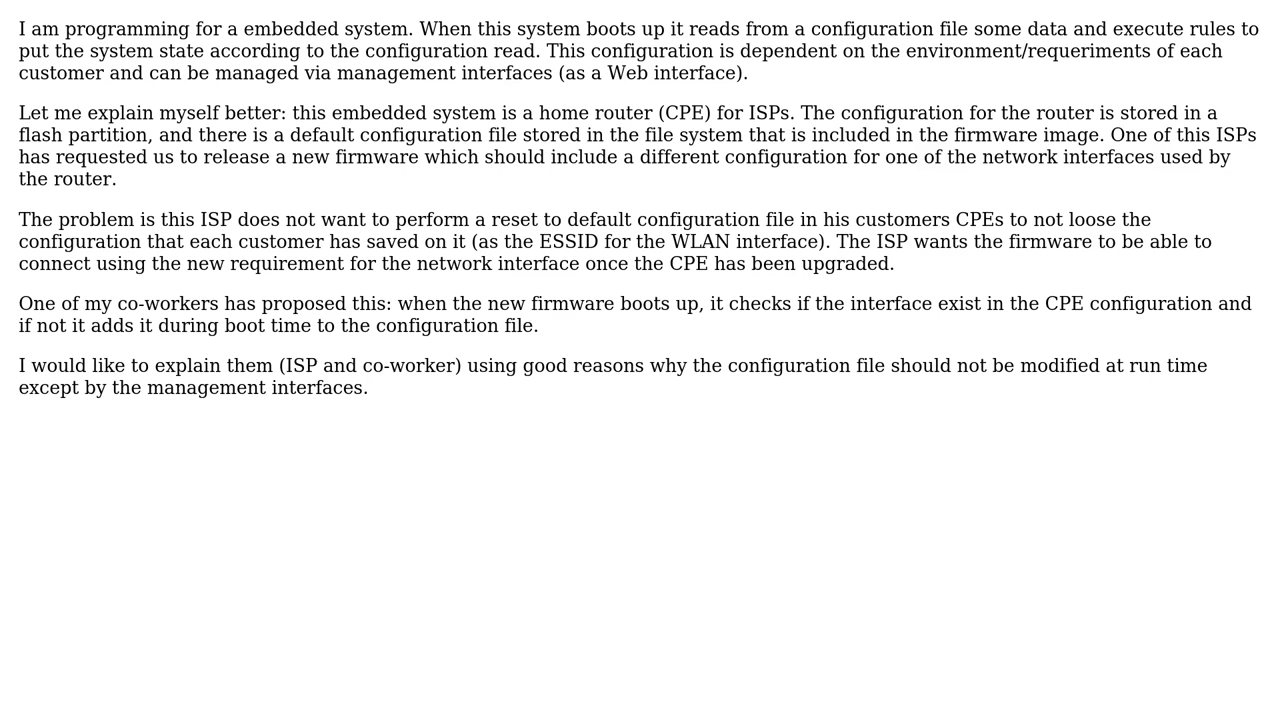 I am programming for a embedded system. When this system boots up it reads from a configuration file some data and execute rules to
put the system state according to the configuration read. This configuration is dependent on the environment/requeriments of each
customer and can be managed via management interfaces (as a Web interface).
Let me explain myself better: this embedded system is a home router (CPE) for ISPs. The configuration for the router is stored in a
flash partition, and there is a default configuration file stored in the file system that is included in the firmware image. One of this ISPs
has requested us to release a new firmware which should include a different configuration for one of the network interfaces used by
the router.
The problem is this ISP does not want to perform a reset to default configuration file in his customers CPEs to not loose the
configuration that each customer has saved on it (as the ESSID for the WLAN interface). The ISP wants the firmware to be able to
connect using the new requirement for the network interface once the CPE has been upgraded.
One of my co-workers has proposed this: when the new firmware boots up, it checks if the interface exist in the CPE configuration and
if not it adds it during boot time to the configuration file.
I would like to explain them (ISP and co-worker) using good reasons why the configuration file should not be modified at run time
except by the management interfaces.